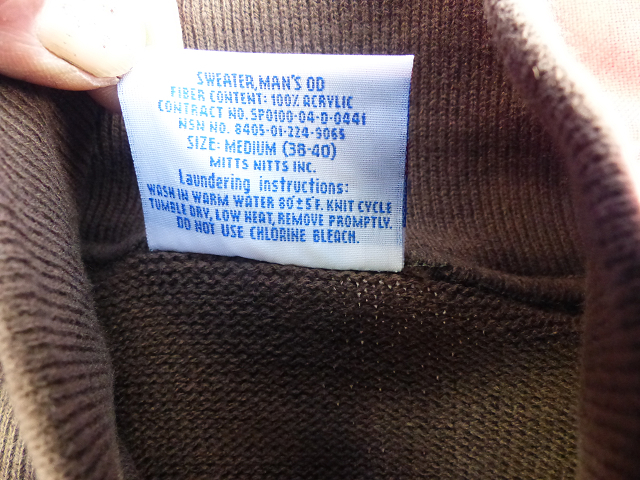 SWEATER, MAN'S OD
FIBER CONTENT: 100% ACRYLIC
CONTRACT NO. SP0100-04-D-0441
NSN NO. 8405-01-224-9065
SIZE: MEDIUM (38-40)
MITTS NITTS INC.
Laundering instructions:
WASH IN WARM WATER 80°±5°F. KNIT CYCLE
TUMBLE DRY, LOW HEAT, REMOVE PROMPTLY.
DO NOT USE CHLORINE BLEACH.